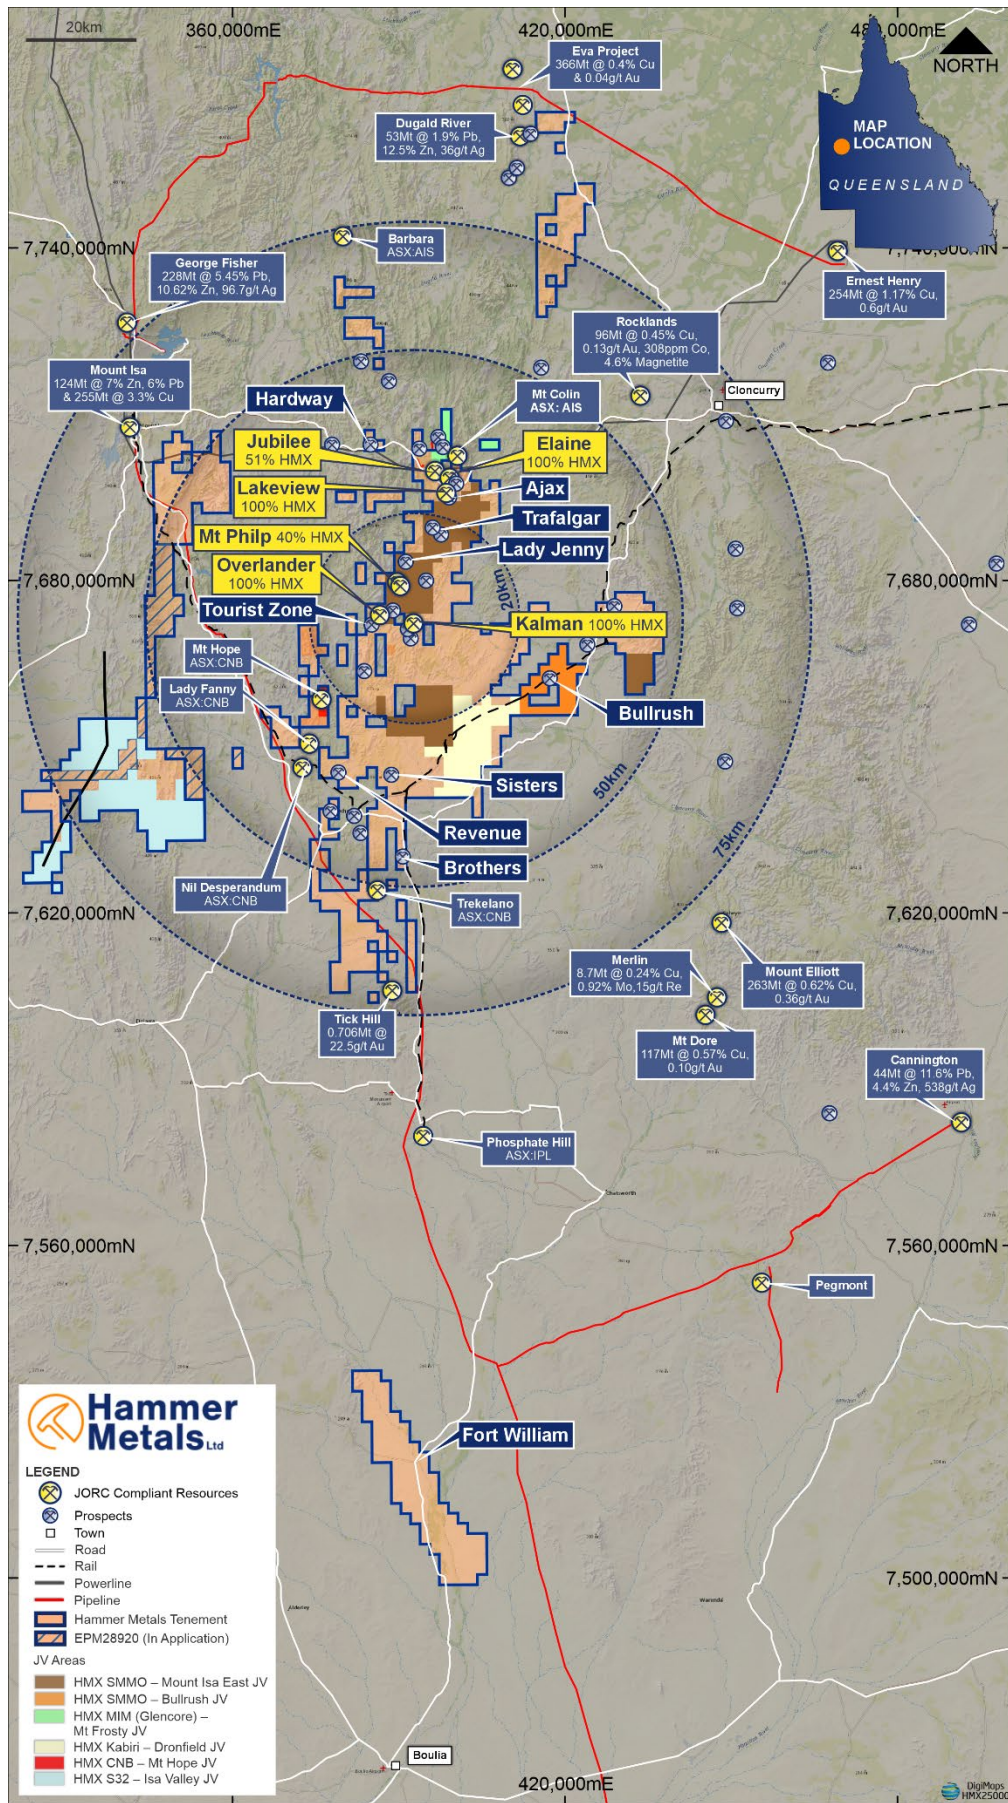 20km
360,000mE
420,000mE
480,000mE
NORTH
MAP
LOCATION
QUEENSLAND
Eva Project
366Mt @ 0.4% Cu
& 0.04g/t Au
Dugald River
53Mt @ 1.9% Pb,
12.5% Zn, 36g/t Ag
7,740,000mN
7,740,000mN
Barbara
ASX:AIS
George Fisher
228Mt @ 5.45% Pb,
10.62% Zn, 96.7g/t Ag
Ernest Henry
254Mt @ 1.17% Cu,
0.6g/t Au
Rocklands
96Mt @ 0.45% Cu,
0.13g/t Au, 308ppm Co,
4.6% Magnetite
Mount Isa
124Mt @ 7% Zn, 6% Pb
& 255Mt @ 3.3% Cu
Mt Colin
ASX: AIS
Cloncurry
Hardway
Jubilee
51% HMX
Elaine
100% HMX
Lakeview
100% HMX
Ajax
Trafalgar
Mt Philp 40% HMX
Lady Jenny
Overlander
100% HMX
7,680,000mN
7,680,000mN
20km
Tourist Zone
Kalman 100% HMX
Mt Hope
ASX:CNB
Lady Fanny
ASX:CNB
Bullrush
Sisters
50km
Revenue
75km
Brothers
Nil Desperandum
ASX:CNB
Trekelano
ASX:CNB
7,620,000mN
7,620,000mN
Merlin
8.7Mt @ 0.24% Cu,
0.92% Mo,15g/t Re
Mount Elliott
263Mt @ 0.62% Cu,
0.36g/t Au
Tick Hill
0.706Mt @
22.5g/t Au
Mt Dore
117Mt @ 0.57% Cu,
0.10g/t Au
Cannington
44Mt @ 11.6% Pb,
4.4% Zn, 538g/t Ag
Phosphate Hill
ASX:IPL
7,560,000mN
7,560,000mN
Pegmont
Fort William
Hammer
Metals Ltd
LEGEND
JORC Compliant Resources
Prospects
Town
Road
Rail
Powerline
Pipeline
Hammer Metals Tenement
EPM28920 (In Application)
JV Areas
HMX SMMO – Mount Isa East JV
HMX SMMO – Bullrush JV
HMX MIM (Glencore) –
Mt Frosty JV
HMX Kabiri – Dronfield JV
HMX CNB – Mt Hope JV
HMX S32 – Isa Valley JV
7,500,000mN
Boulia
420,000mE
DigiMaps